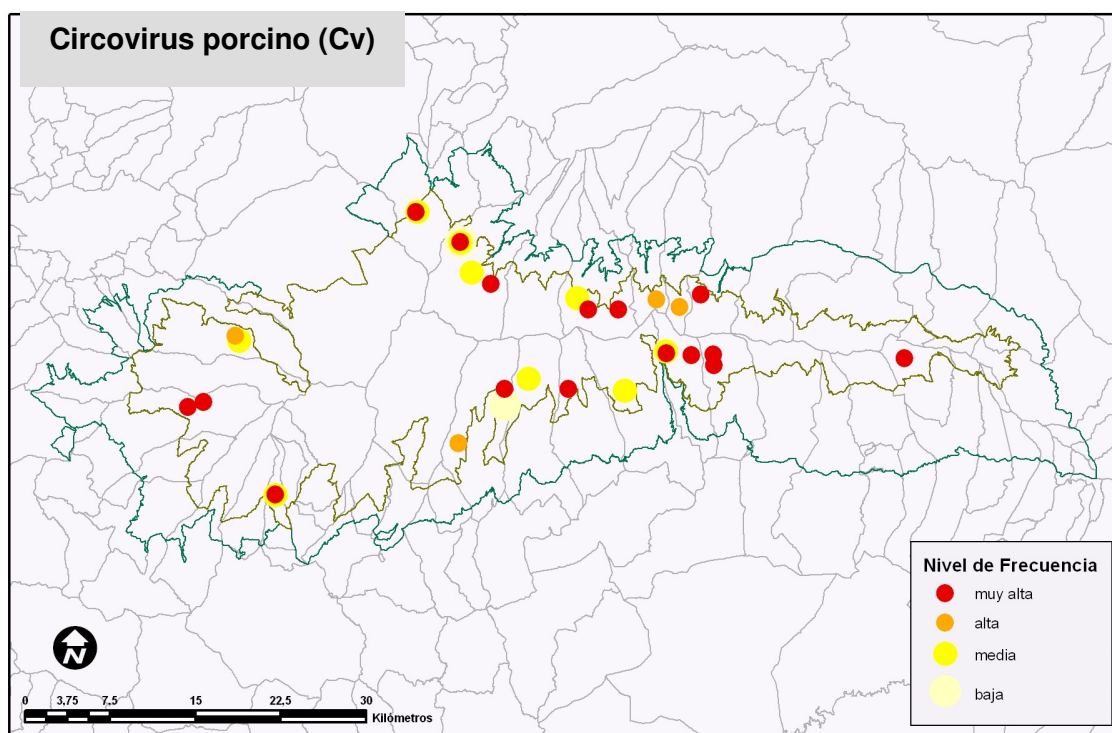 Circovirus porcino (Cv)
Nivel de Frecuencia
muy alta
alta
media
baja
N
0 3,75 7,5 15 22,5 30
Kilómetros